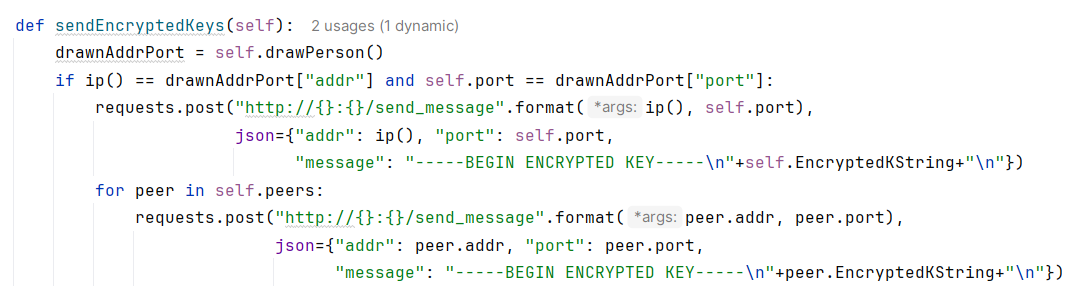 def sendEncryptedKeys(self): 2 usages (1 dynamic)
    drawnAddrPort = self.drawPerson()
    if ip() == drawnAddrPort["addr"] and self.port == drawnAddrPort["port"]:
        requests.post("http://{}:{}/send_message".format( *args: ip(), self.port),
                      json={"addr": ip(), "port": self.port,
                            "message": "-----BEGIN ENCRYPTED KEY-----\n"+self.EncryptedKString+"\n"})
        for peer in self.peers:
            requests.post("http://{}:{}/send_message".format( *args: peer.addr, peer.port),
                          json={"addr": peer.addr, "port": peer.port,
                                "message": "-----BEGIN ENCRYPTED KEY-----\n"+peer.EncryptedKString+"\n"})